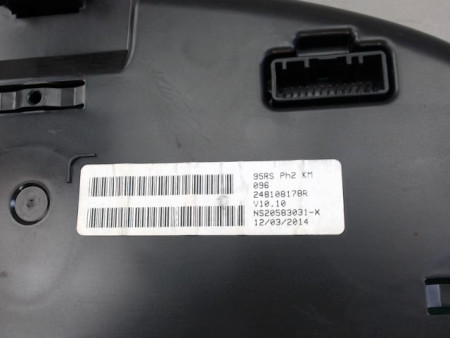 95RS Ph2 KM
096
248108178R
V10.10
NS20583031-X
12/03/2014